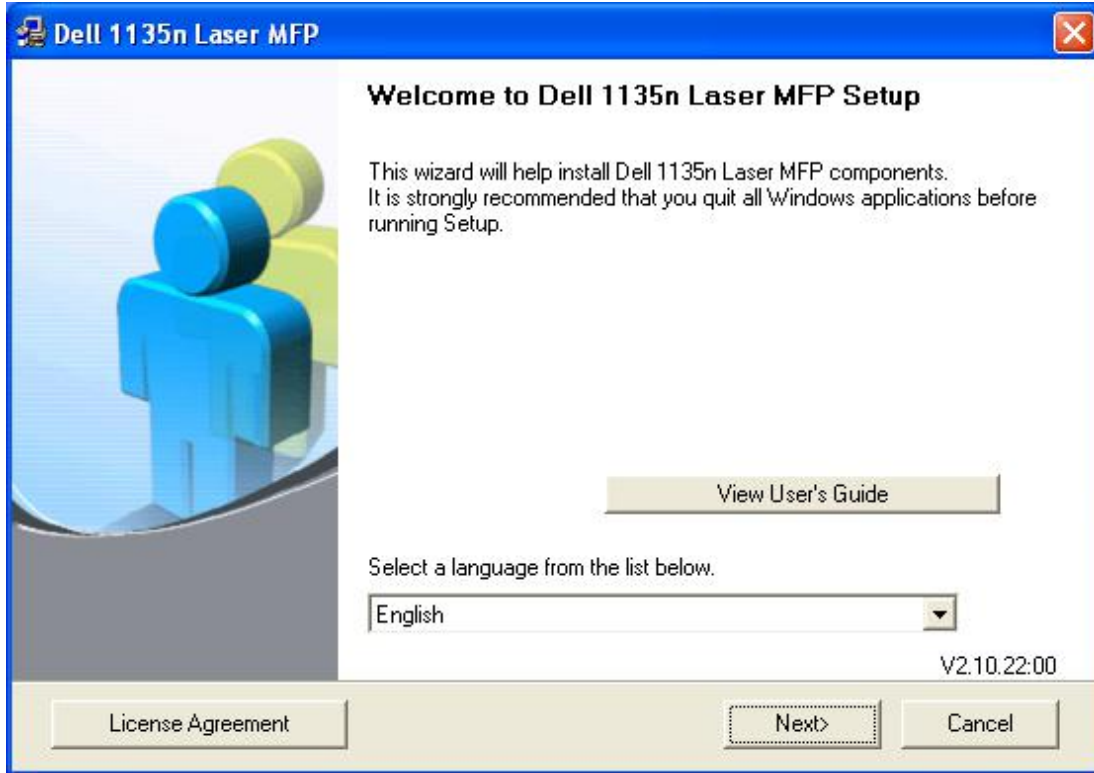 Dell 1135n Laser MFP
Welcome to Dell 1135n Laser MFP Setup
This wizard will help install Dell 1135n Laser MFP components.
It is strongly recommended that you quit all Windows applications before
running Setup.
View User's Guide
Select a language from the list below.
English
V2.10.22:00
License Agreement
Next>
Cancel